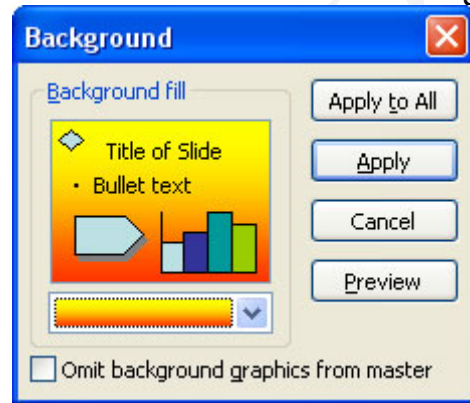 Background
Background fill
Title of Slide
• Bullet text
Apply to All
Apply
Cancel
Preview
Omit background graphics from master